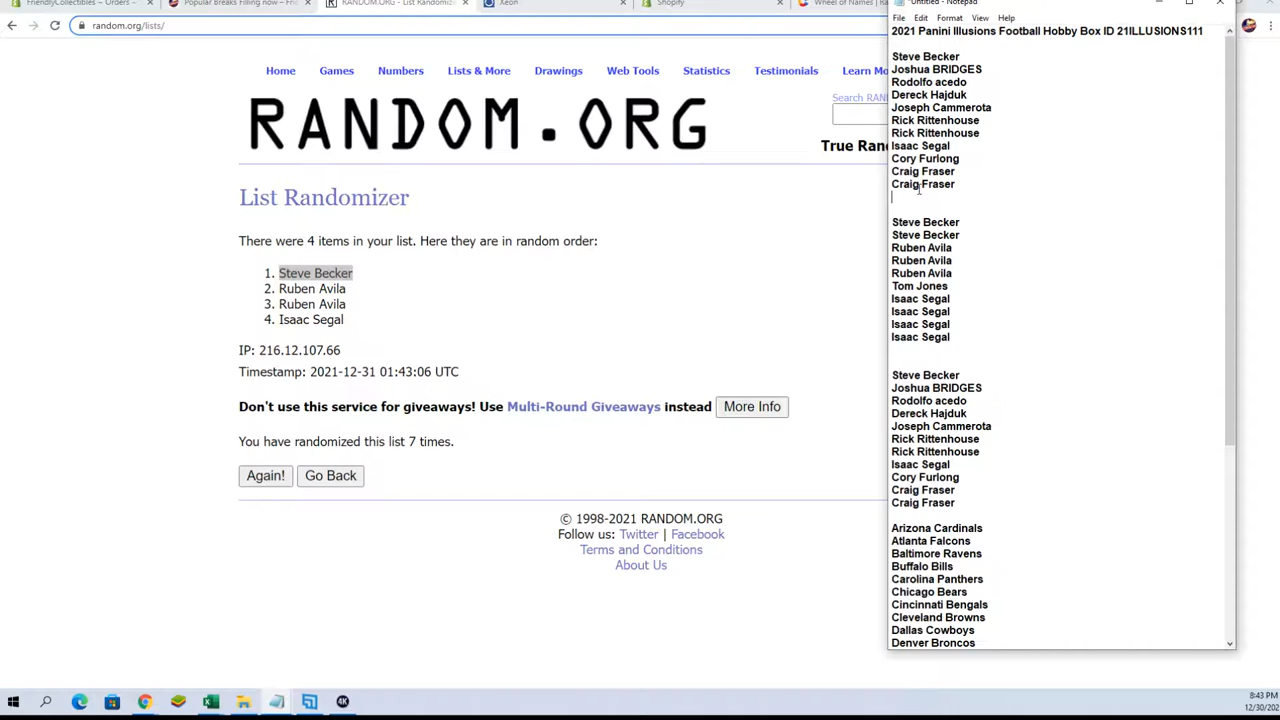 FriendlyCollectibles ~ Orders
Popular Breaks Filling now – Fri
RANDOM.ORG - List Randomizer
Xeon
Shopify
Wheel of Names
random.org/lists/
Home
Games
Numbers
Lists & More
Drawings
Web Tools
Statistics
Testimonials
Learn Mo
Search RAN
RANDOM.ORG
True Ran
List Randomizer
There were 4 items in your list. Here they are in random order:
1. Steve Becker
2. Ruben Avila
3. Ruben Avila
4. Isaac Segal
IP: 216.12.107.66
Timestamp: 2021-12-31 01:43:06 UTC
Don't use this service for giveaways! Use Multi-Round Giveaways instead
More Info
You have randomized this list 7 times.
Again!
Go Back
© 1998-2021 RANDOM.ORG
Follow us: Twitter | Facebook
Terms and Conditions
About Us
*Untitled - Notepad
File Edit Format View Help
2021 Panini Illusions Football Hobby Box ID 21ILLUSIONS111
Steve Becker
Joshua BRIDGES
Rodolfo acedo
Dereck Hajduk
Joseph Cammerota
Rick Rittenhouse
Rick Rittenhouse
Isaac Segal
Cory Furlong
Craig Fraser
Craig Fraser
Steve Becker
Steve Becker
Ruben Avila
Ruben Avila
Ruben Avila
Tom Jones
Isaac Segal
Isaac Segal
Isaac Segal
Isaac Segal
Steve Becker
Joshua BRIDGES
Rodolfo acedo
Dereck Hajduk
Joseph Cammerota
Rick Rittenhouse
Rick Rittenhouse
Isaac Segal
Cory Furlong
Craig Fraser
Craig Fraser
Arizona Cardinals
Atlanta Falcons
Baltimore Ravens
Buffalo Bills
Carolina Panthers
Chicago Bears
Cincinnati Bengals
Cleveland Browns
Dallas Cowboys
Denver Broncos
4K
8:43 PM
12/30/202